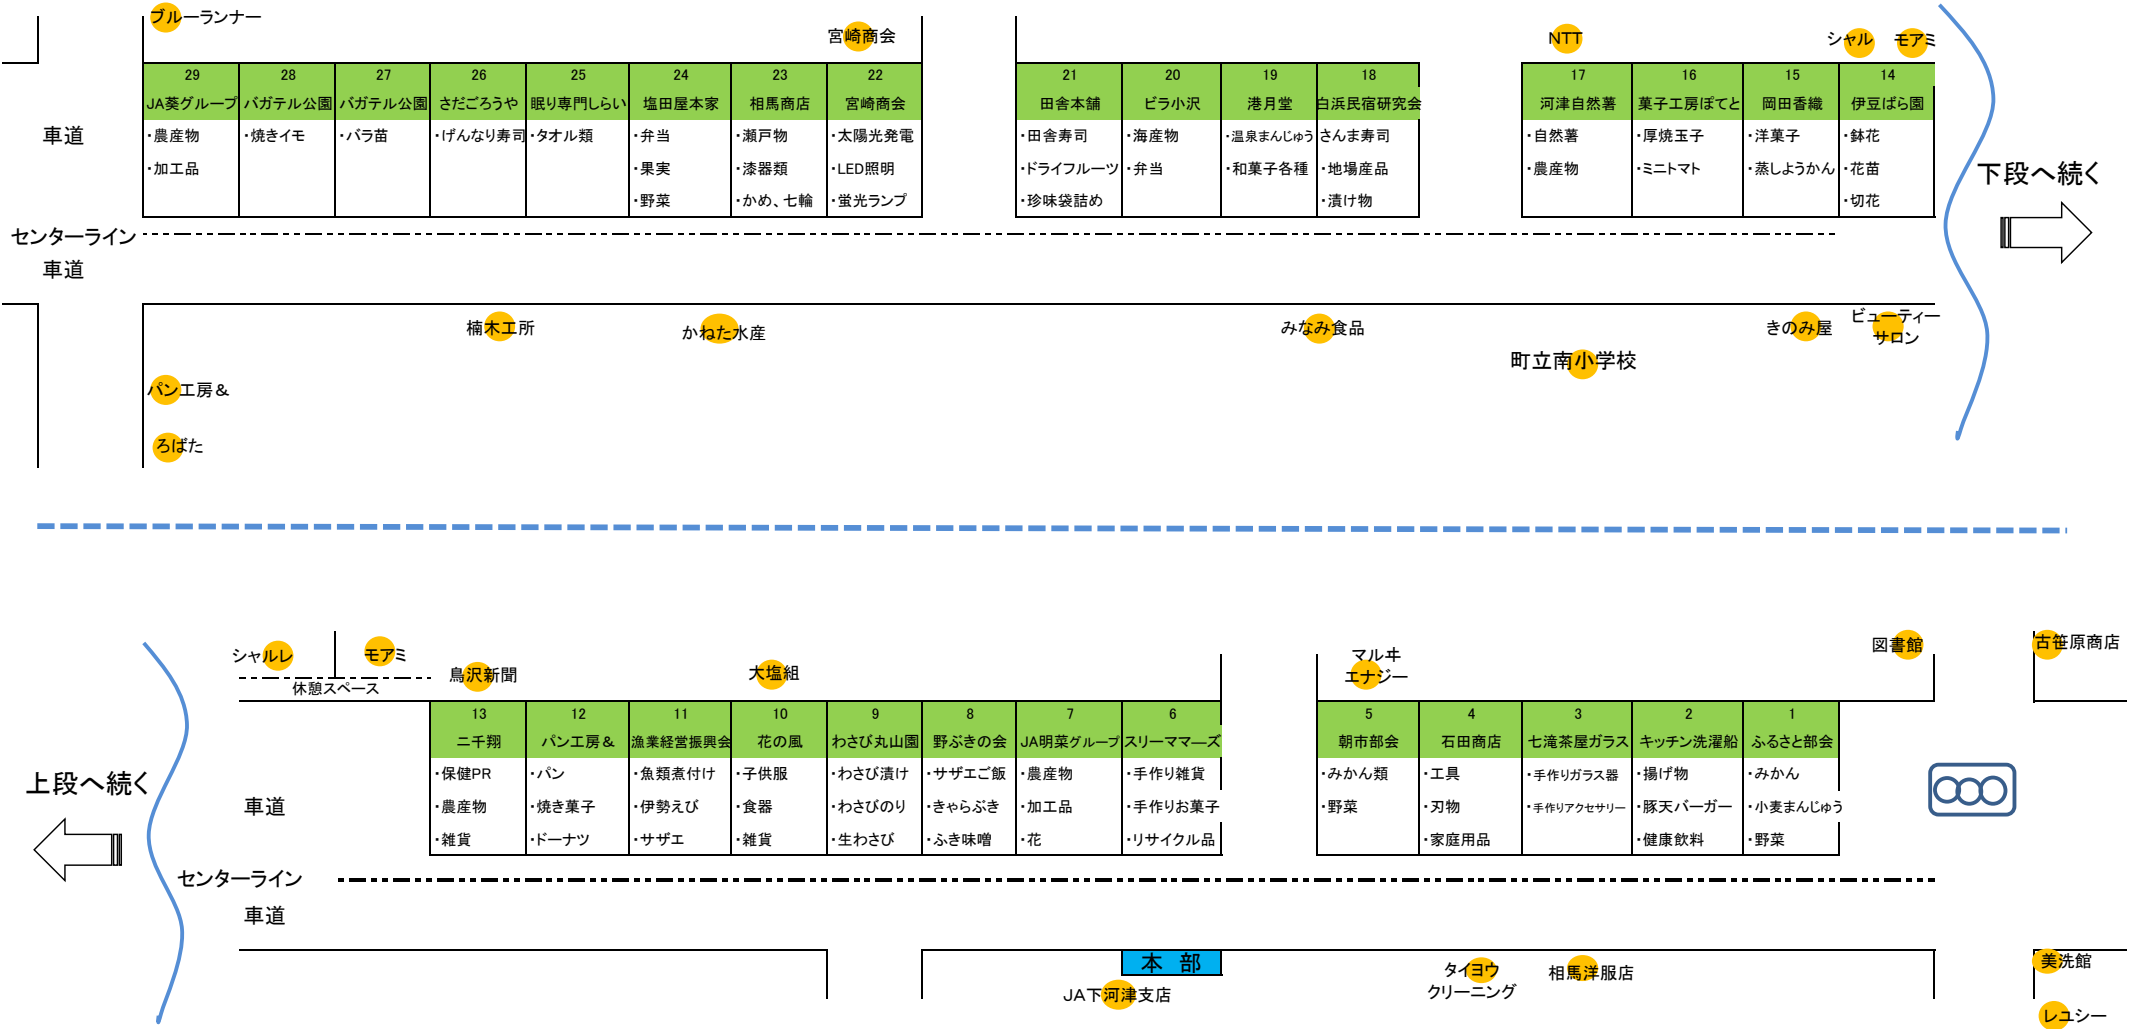 ブルーランナー
宮崎商会
NTT
シャル
モアミ
29 28 27 26 25 24 23 22 21 20 19 18 17 16 15 14
JA葵グループ バガテル公園 バガテル公園 さだごろうや 眠り専門しらい 塩田屋本家 相馬商店 宮崎商会 田舎本舗 ビラ小沢 港月堂 白浜民宿研究会 河津自然薯 菓子工房ぽてと 岡田香織 伊豆ばら園
車道 ・農産物 ・焼きイモ ・バラ苗 ・げんなり寿司 ・タオル類 ・弁当 ・瀬戸物 ・太陽光発電 ・田舎寿司 ・海産物 ・温泉まんじゅう さんま寿司 ・自然薯 ・厚焼玉子 ・洋菓子 ・鉢花
・加工品 ・果実 ・漆器類 ・LED照明 ・ドライフルーツ ・弁当 ・和菓子各種 ・地場産品 ・農産物 ・ミニトマト ・蒸しようかん ・花苗
下段へ続く
・野菜 ・かめ、七輪 ・蛍光ランプ ・珍味袋詰め ・漬け物 ・切花
センターライン
車道
楠木工所
かねた水産
みなみ食品
きのみ屋
ビューティー
サロン
町立南小学校
パン工房＆
ろばた
シャルレ
モアミ
休憩スペース
鳥沢新聞
大塩組
マルヰ
エナジー
図書館
古笹原商店
13 12 11 10 9 8 7 6 5 4 3 2 1
二千翔 パン工房＆ 漁業経営振興会 花の風 わさび丸山園 野ぶきの会 JA明菜グループ スリーママーズ 朝市部会 石田商店 七滝茶屋ガラス キッチン洗濯船 ふるさと部会
・保健PR ・パン ・魚類煮付け ・子供服 ・わさび漬け ・サザエご飯 ・農産物 ・手作り雑貨 ・みかん類 ・工具 ・手作りガラス器 ・揚げ物 ・みかん
上段へ続く
車道 ・農産物 ・焼き菓子 ・伊勢えび ・食器 ・わさびのり ・きゃらぶき ・加工品 ・手作りお菓子 ・野菜 ・刃物 ・手作りアクセサリー ・豚天バーガー ・小麦まんじゅう
・雑貨 ・ドーナツ ・サザエ ・雑貨 ・生わさび ・ふき味噌 ・花 ・リサイクル品 ・家庭用品 ・健康飲料 ・野菜
センターライン
車道
本 部
JA下河津支店
タイヨウ
クリーニング
相馬洋服店
美洗館
レユシー